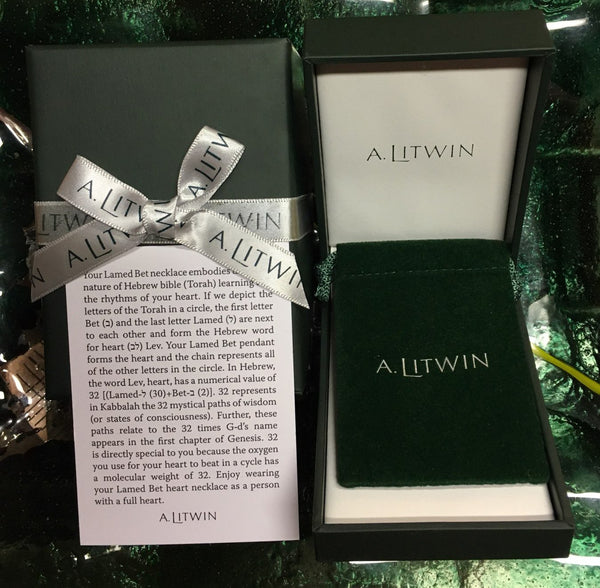 A. LITWIN
A. LITWIN
A. LITWIN
A. LITWIN
LITWIN
A. LITWIN
Your Lamed Bet necklace embodies
nature of Hebrew bible (Torah) learning
the rhythms of your heart. If we depict the
letters of the Torah in a circle, the first letter
Bet (ב) and the last letter Lamed (ל) are next
to each other and form the Hebrew word
for heart (לב) Lev. Your Lamed Bet pendant
forms the heart and the chain represents all
of the other letters in the circle. In Hebrew,
the word Lev, heart, has a numerical value of
32 [(Lamed-ל (30)+Bet-ב (2)]. 32 represents
in Kabbalah the 32 mystical paths of wisdom
(or states of consciousness). Further, these
paths relate to the 32 times G-d's name
appears in the first chapter of Genesis. 32
is directly special to you because the oxygen
you use for your heart to beat in a cycle has
a molecular weight of 32. Enjoy wearing
your Lamed Bet heart necklace as a person
with a full heart.
A. LITWIN
A. LITWIN